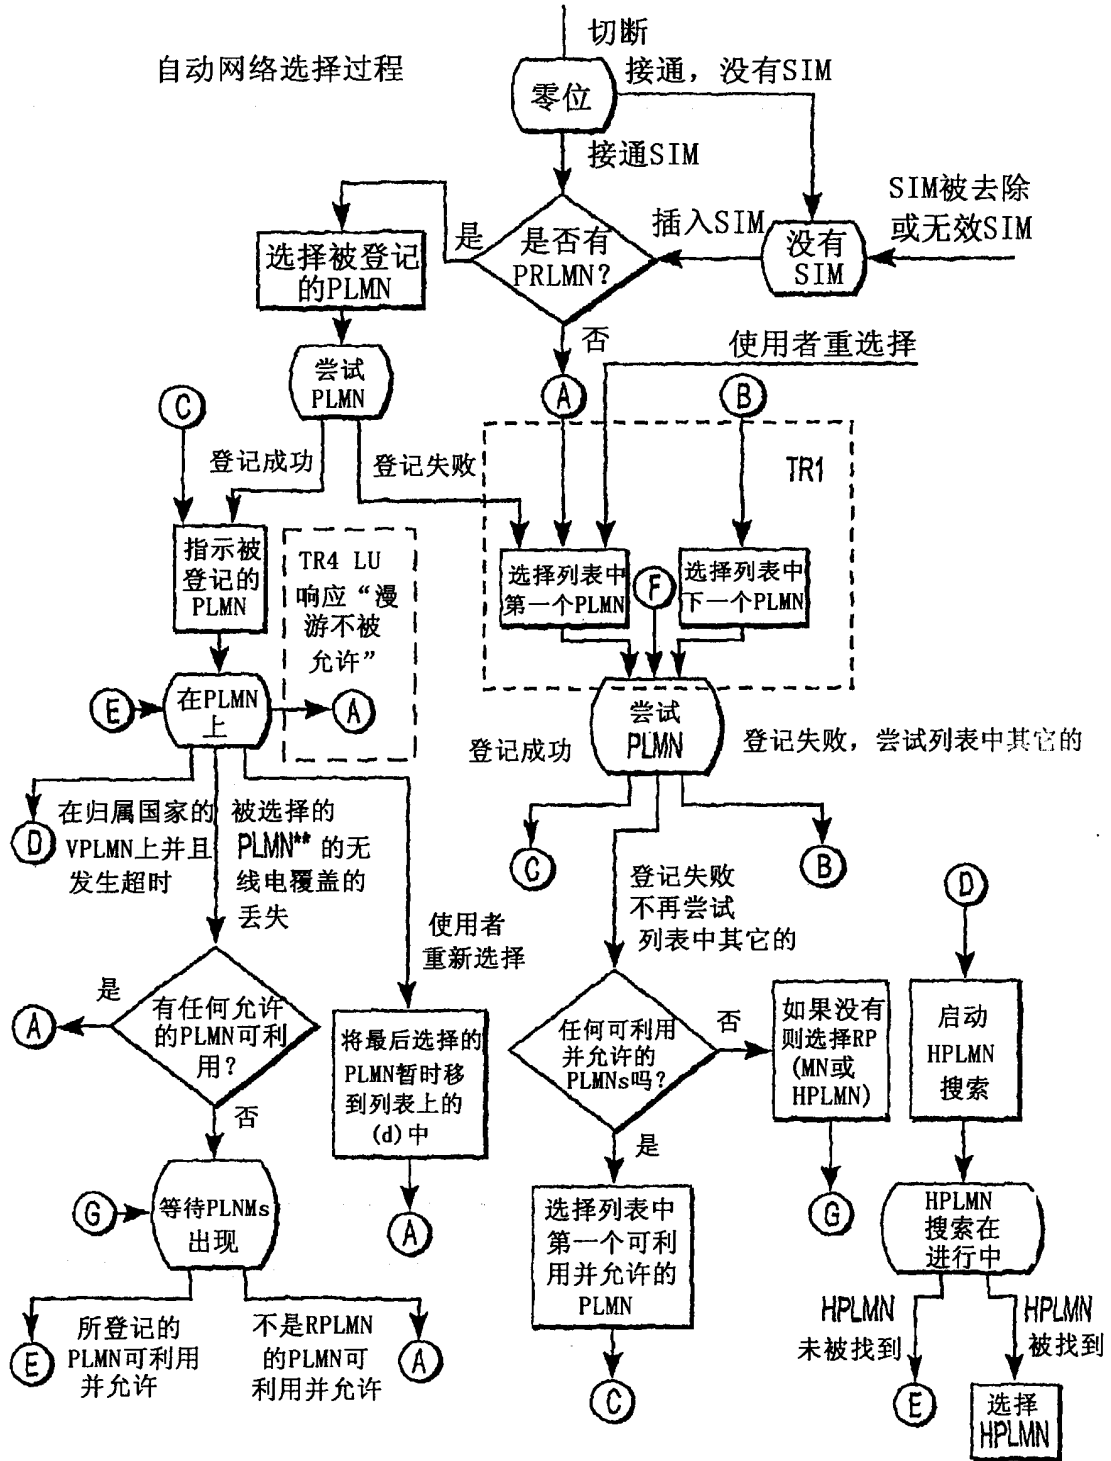 切断
自动网络选择过程
接通，没有SIM
零位
接通SIM
SIM被去除
或无效SIM
插入SIM
是
是否有
PRLMN?
没有
SIM
选择被登记
的PLMN
否
使用者重选择
尝试
PLMN
C
A
B
登记成功
登记失败
TR1
指示被
登记的
PLMN
TR4 LU
响应“漫
游不被
允许”
选择列表中
第一个PLMN
F
选择列表中
下一个PLMN
E
在PLMN
上
A
尝试
PLMN
登记成功
登记失败，尝试列表中其它的
D
在归属国家的
VPLMN上并且
发生超时
被选择的
PLMN**的无
线电覆盖的
丢失
C
B
登记失败
不再尝试
列表中其它的
D
使用者
重新选择
是
A
有任何允许
的PLMN可利
用?
否
将最后选择的
PLMN暂时移
到列表上的
(d)中
任何可利用
并允许的
PLMNs吗?
否
如果没有
则选择RP
(MN或
HPLMN)
启动
HPLMN
搜索
是
G
等待PLNMs
出现
A
选择列表中
第一个可利
用并允许的
PLMN
G
HPLMN
搜索在
进行中
E
所登记的
PLMN可利用
并允许
不是RPLMN
的PLMN可
利用并允许
A
C
HPLMN
未被找到
HPLMN
被找到
E
选择
HPLMN